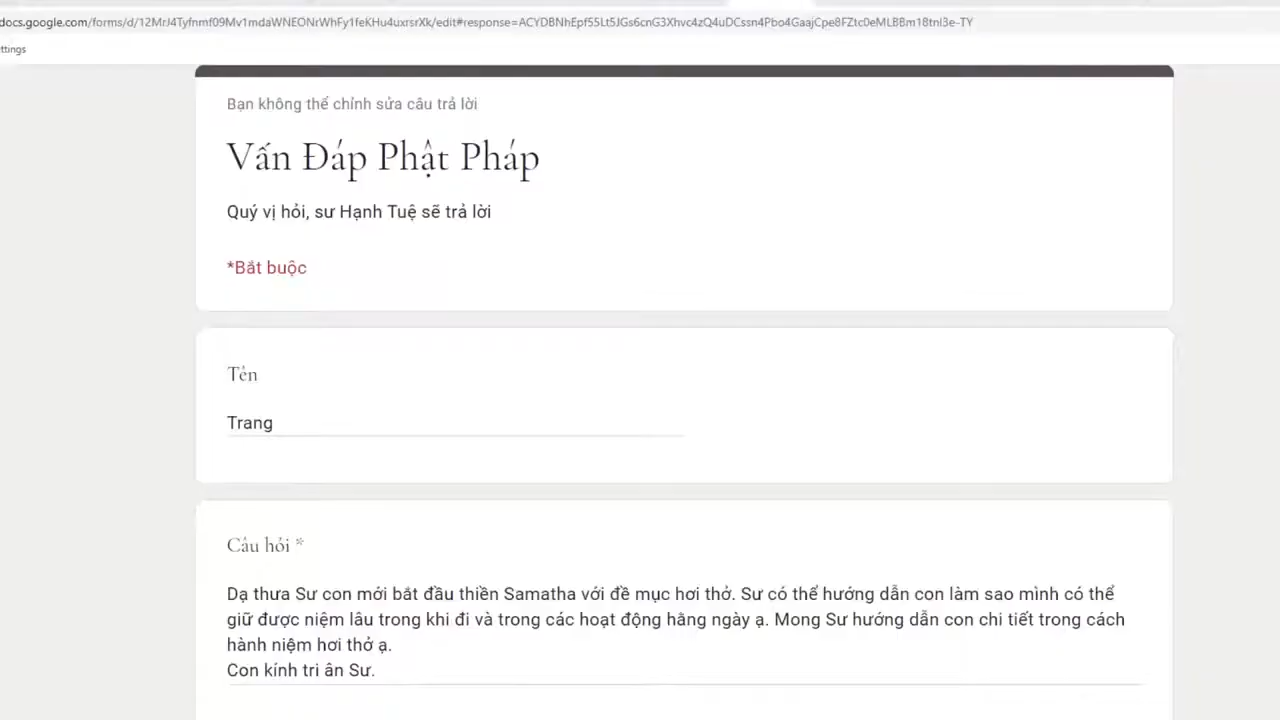 docs.google.com/forms/d/12MrJ4Tyfnmf09Mv1mdaWNEONrWhFy1feKHu4uxrsrXk/edit#response=ACYDBNhEpf55Lt5JGs6cnG3Xhvc4zQ4uDCssn4Pbo4GaajCpe8FZtc0eMLBBm18tnl3e-TY
ttings
Bạn không thể chỉnh sửa câu trả lời
Vấn Đáp Phật Pháp
Quý vị hỏi, sư Hạnh Tuệ sẽ trả lời
*Bắt buộc
Tên
Trang
Câu hỏi *
Dạ thưa Sư con mới bắt đầu thiền Samatha với đề mục hơi thở. Sư có thể hướng dẫn con làm sao mình có thể
giữ được niệm lâu trong khi đi và trong các hoạt động hằng ngày ạ. Mong Sư hướng dẫn con chi tiết trong cách
hành niệm hơi thở ạ.
Con kính tri ân Sư.